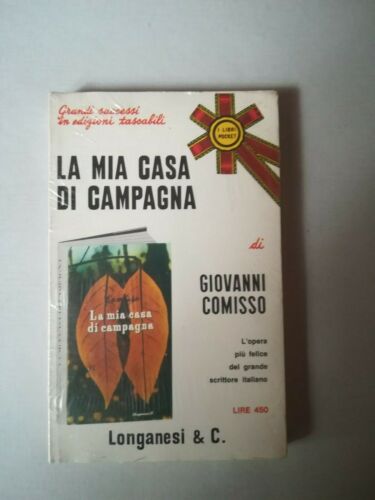 Grandi successi
in edizioni tascabili
I LIBRI
POCKET
LA MIA CASA
DI CAMPAGNA
di
GIOVANNI
COMISSO
La mia casa
di campagna
L'opera
più felice
del grande
scrittore italiano
LIRE 450
Longanesi & C.